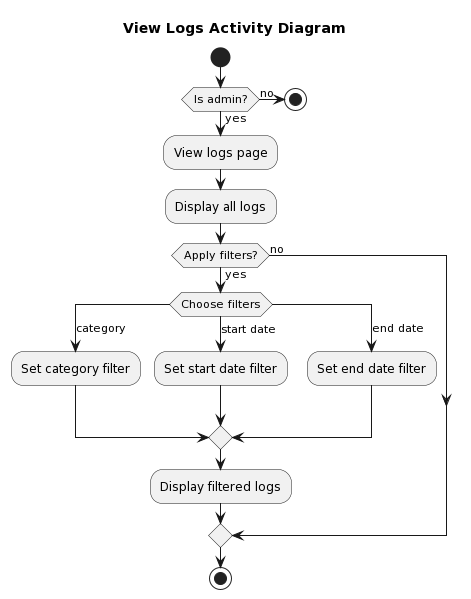 View Logs Activity Diagram
Is admin?
no
yes
View logs page
Display all logs
Apply filters?
no
yes
Choose filters
category
start date
end date
Set category filter
Set start date filter
Set end date filter
Display filtered logs